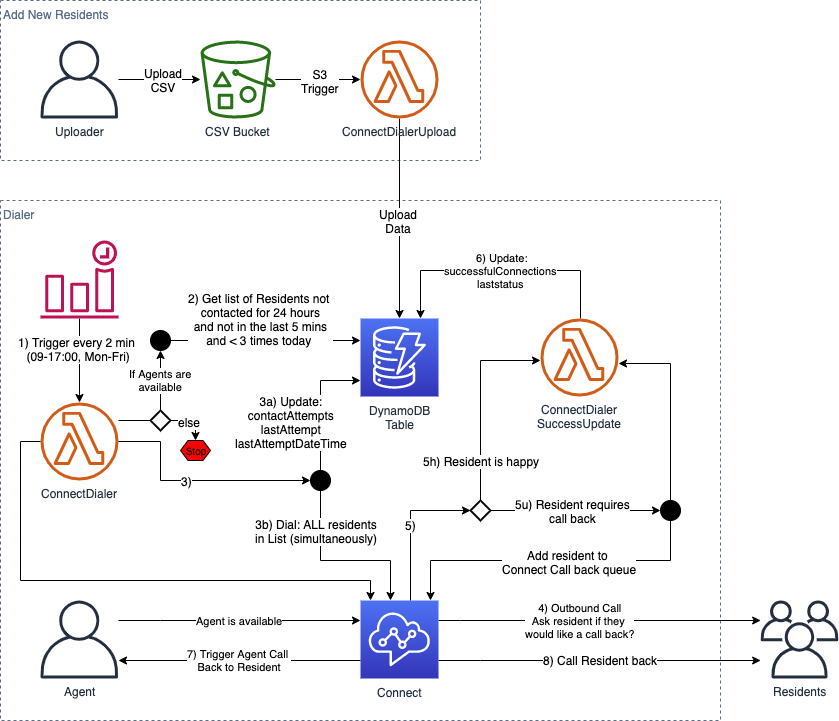 Add New Residents
Upload
CSV
S3
Trigger
Uploader
CSV Bucket
ConnectDialerUpload
Dialer
Upload
Data
6) Update:
successfulConnections
laststatus
2) Get list of Residents not
contacted for 24 hours
and not in the last 5 mins
and < 3 times today
1) Trigger every 2 min
(09-17:00, Mon-Fri)
If Agents are
available
else
Stop
3a) Update:
contactAttempts
lastAttempt
lastAttemptDateTime
DynamoDB
Table
ConnectDialer
SuccessUpdate
ConnectDialer
3)
5h) Resident is happy
5u) Resident requires
call back
3b) Dial: ALL residents
in List (simultaneously)
5)
Add resident to
Connect Call back queue
Agent is available
4) Outbound Call
Ask resident if they
would like a call back?
7) Trigger Agent Call
Back to Resident
8) Call Resident back
Agent
Connect
Residents